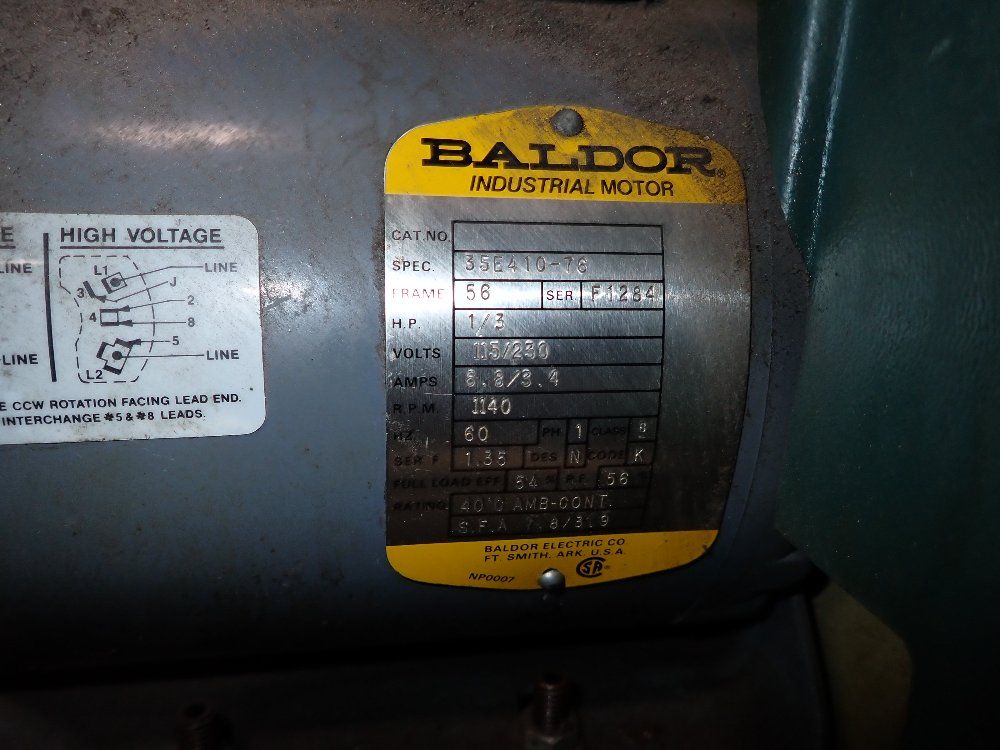 E
HIGH VOLTAGE
LINE
L1
LINE
3
J
2
4
8
5
LINE
LINE
L2
E CCW ROTATION FACING LEAD END.
INTERCHANGE #5 & #8 LEADS.
BALDOR®
INDUSTRIAL MOTOR
CAT.NO.
SPEC. 35E410-76
FRAME 56 SER. F1284
H.P. 1/3
VOLTS 115/230
AMPS 6.8/3.4
R.P.M. 1140
HZ. 60 PH. 1 CLASS
SER.F. 1.35 DES N CODE K
FULL LOAD EFF. 54 % P.F. 56 %
RATING 40°C AMB-CONT.
S.F.A 7.8/3.9
BALDOR ELECTRIC CO.
FT. SMITH, ARK. U.S.A.
NP0007 SA®